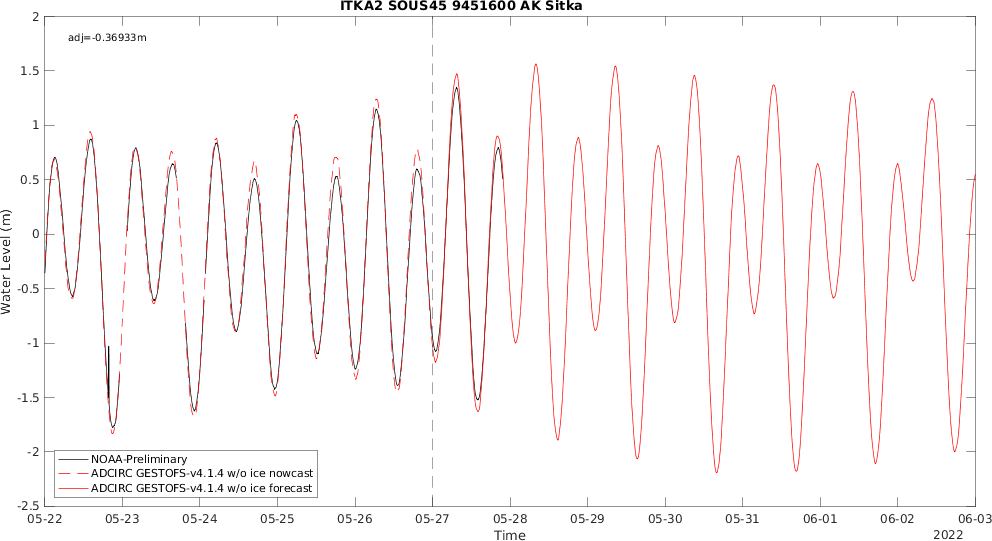 ITKA2 SOUS45 9451600 AK Sitka
adj=-0.36933m
2
1.5
1
0.5
0
-0.5
-1
-1.5
-2
-2.5
Water Level (m)
NOAA-Preliminary
ADCIRC GESTOFS-v4.1.4 w/o ice nowcast
ADCIRC GESTOFS-v4.1.4 w/o ice forecast
05-22 05-23 05-24 05-25 05-26 05-27 05-28 05-29 05-30 05-31 06-01 06-02 06-03
Time
2022